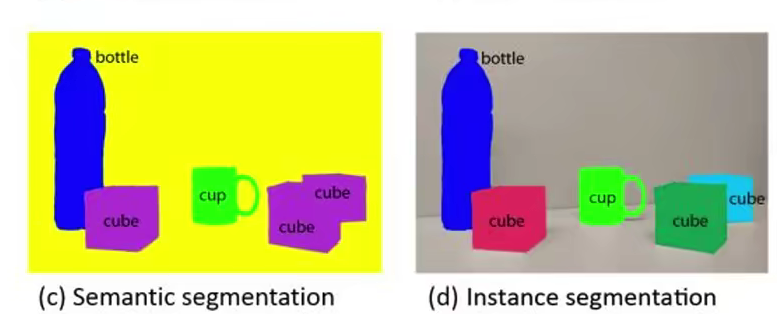 bottle
cup
cube
cube
cube
(c) Semantic segmentation
bottle
cup
cube
cube
cube
(d) Instance segmentation